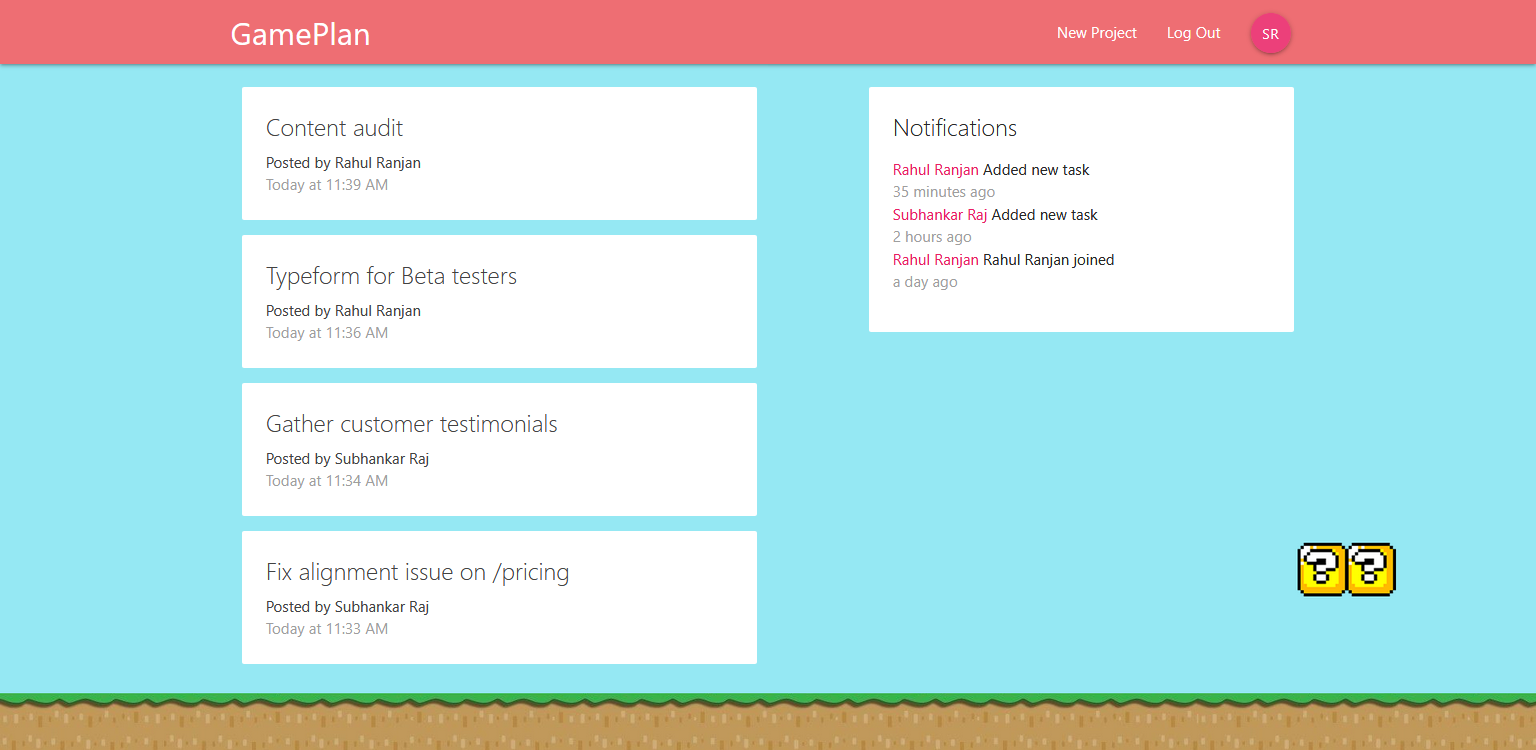 GamePlan
New Project
Log Out
SR
Content audit
Posted by Rahul Ranjan
Today at 11:39 AM
Typeform for Beta testers
Posted by Rahul Ranjan
Today at 11:36 AM
Gather customer testimonials
Posted by Subhankar Raj
Today at 11:34 AM
Fix alignment issue on /pricing
Posted by Subhankar Raj
Today at 11:33 AM
Notifications
Rahul Ranjan Added new task
35 minutes ago
Subhankar Raj Added new task
2 hours ago
Rahul Ranjan Rahul Ranjan joined
a day ago
? ?